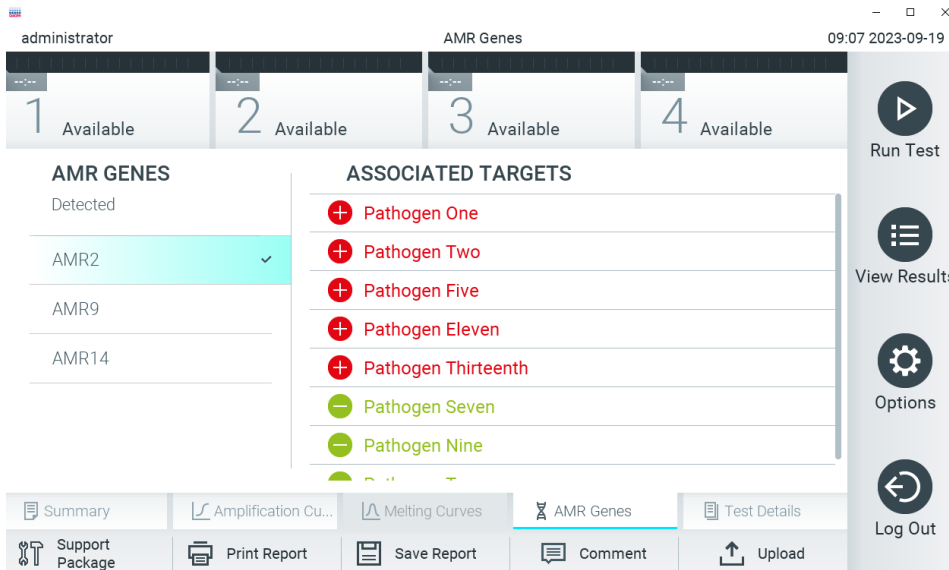 administrator
AMR Genes
09:07 2023-09-19
--:--
1
Available
--:--
2
Available
--:--
3
Available
--:--
4
Available
Run Test
AMR GENES
Detected
AMR2
AMR9
AMR14
ASSOCIATED TARGETS
Pathogen One
Pathogen Two
Pathogen Five
Pathogen Eleven
Pathogen Thirteenth
Pathogen Seven
Pathogen Nine
View Results
Options
Log Out
Summary
Amplification Cu...
Melting Curves
AMR Genes
Test Details
Support
Package
Print Report
Save Report
Comment
Upload